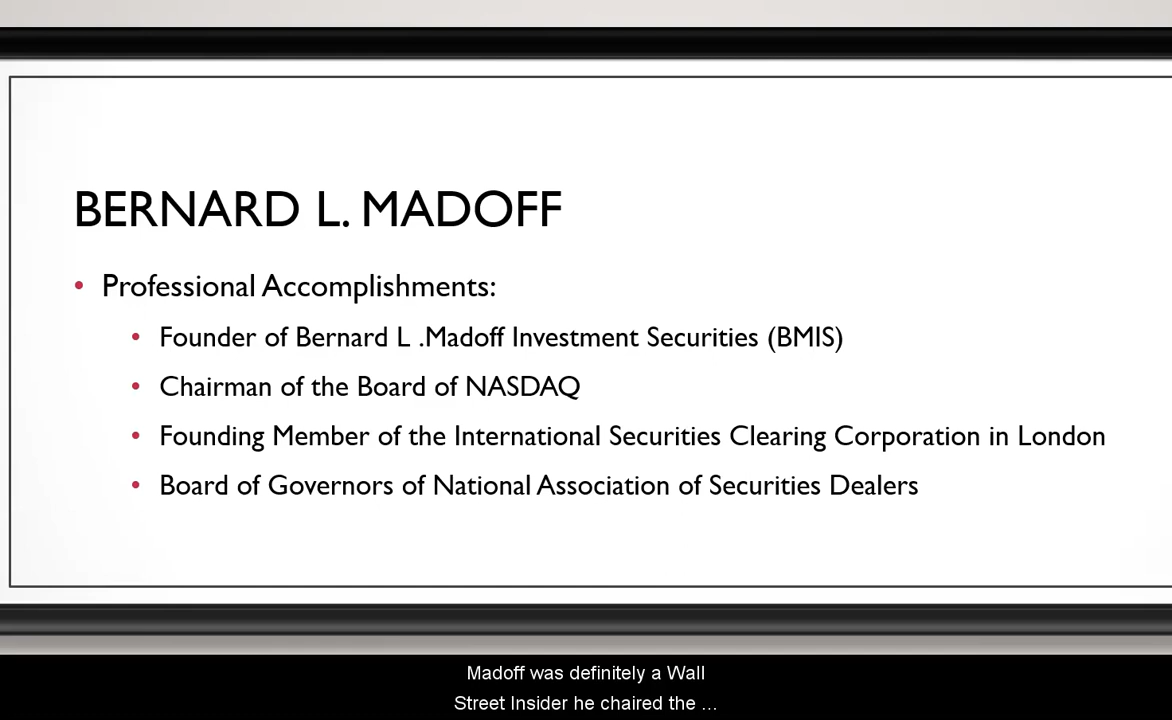 BERNARD L. MADOFF
• Professional Accomplishments:
• Founder of Bernard L .Madoff Investment Securities (BMIS)
• Chairman of the Board of NASDAQ
• Founding Member of the International Securities Clearing Corporation in London
• Board of Governors of National Association of Securities Dealers
Madoff was definitely a Wall
Street Insider he chaired the ...